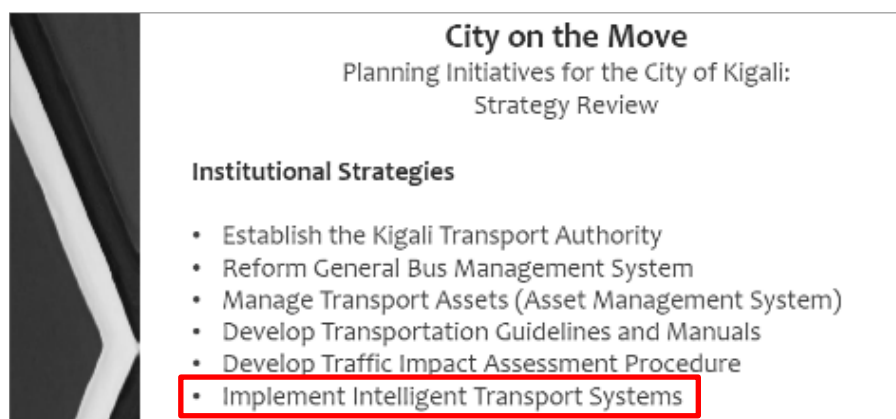 City on the Move
Planning Initiatives for the City of Kigali:
Strategy Review
Institutional Strategies
• Establish the Kigali Transport Authority
• Reform General Bus Management System
• Manage Transport Assets (Asset Management System)
• Develop Transportation Guidelines and Manuals
• Develop Traffic Impact Assessment Procedure
• Implement Intelligent Transport Systems